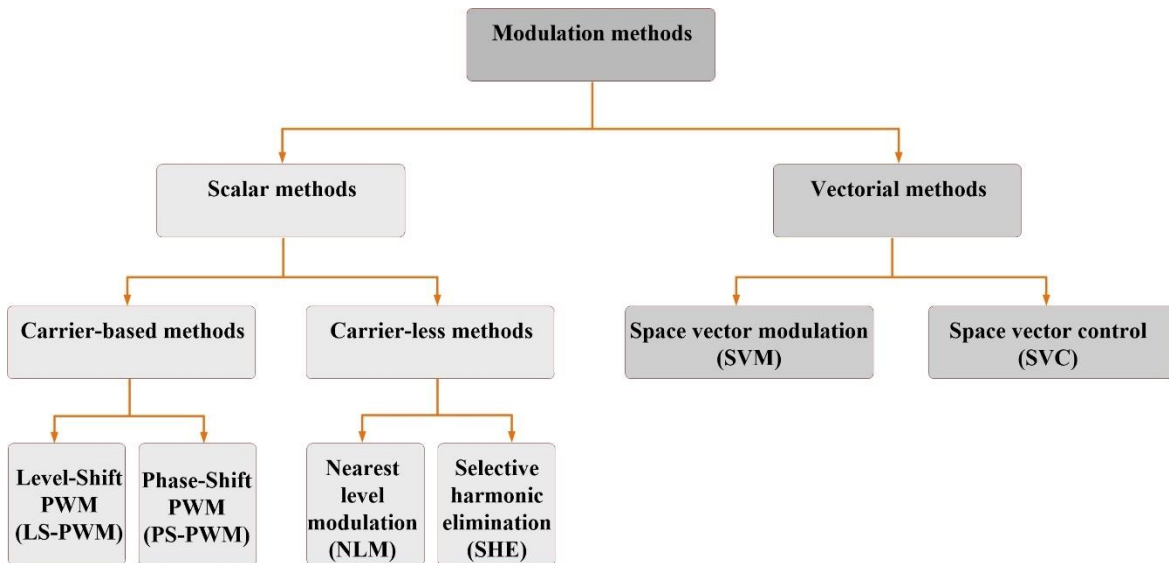 Modulation methods
Scalar methods
Vectorial methods
Carrier-based methods
Carrier-less methods
Space vector modulation
(SVM)
Space vector control
(SVC)
Level-Shift
PWM
(LS-PWM)
Phase-Shift
PWM
(PS-PWM)
Nearest
level
modulation
(NLM)
Selective
harmonic
elimination
(SHE)